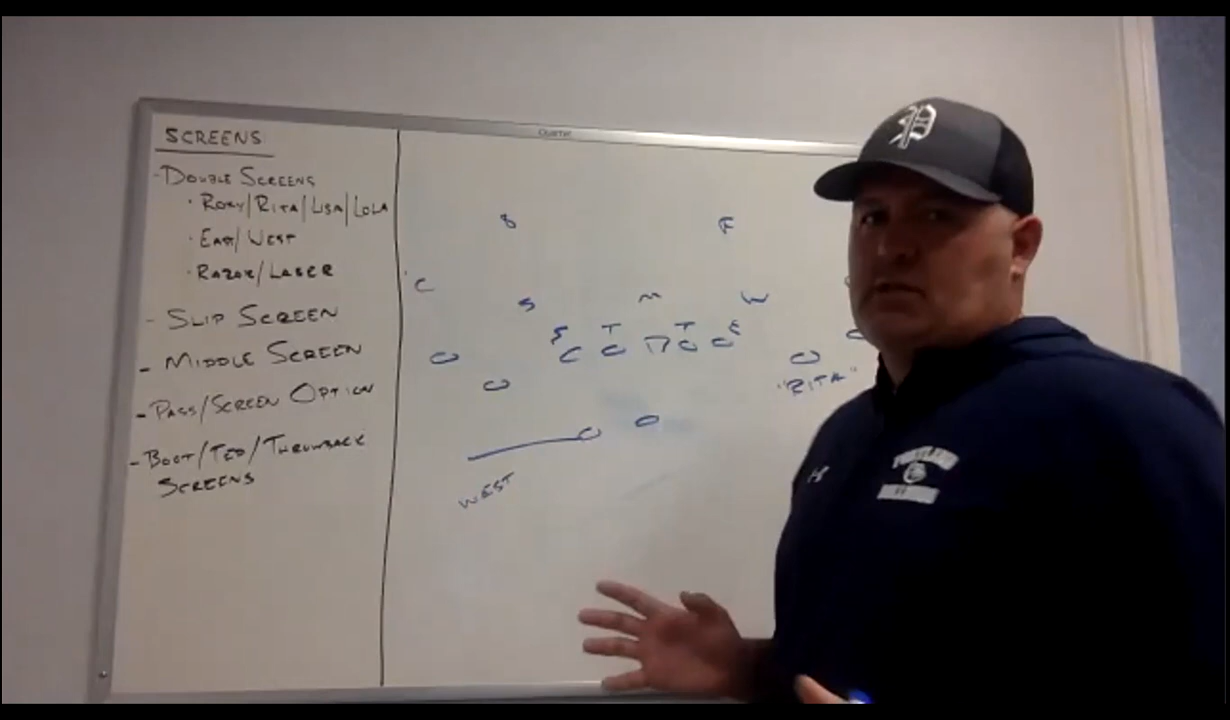 Quartet
SCREENS
- DOUBLE SCREENS
· RORY/RITA/LISA/LOLA
· EAST/WEST
· RAZOR/LASER
- SLIP SCREEN
- MIDDLE SCREEN
- PASS/SCREEN OPTION
- BOOT/TED/THROWBACK
SCREENS
P
F
C
S M W
E T T E
"RITA"
WEST